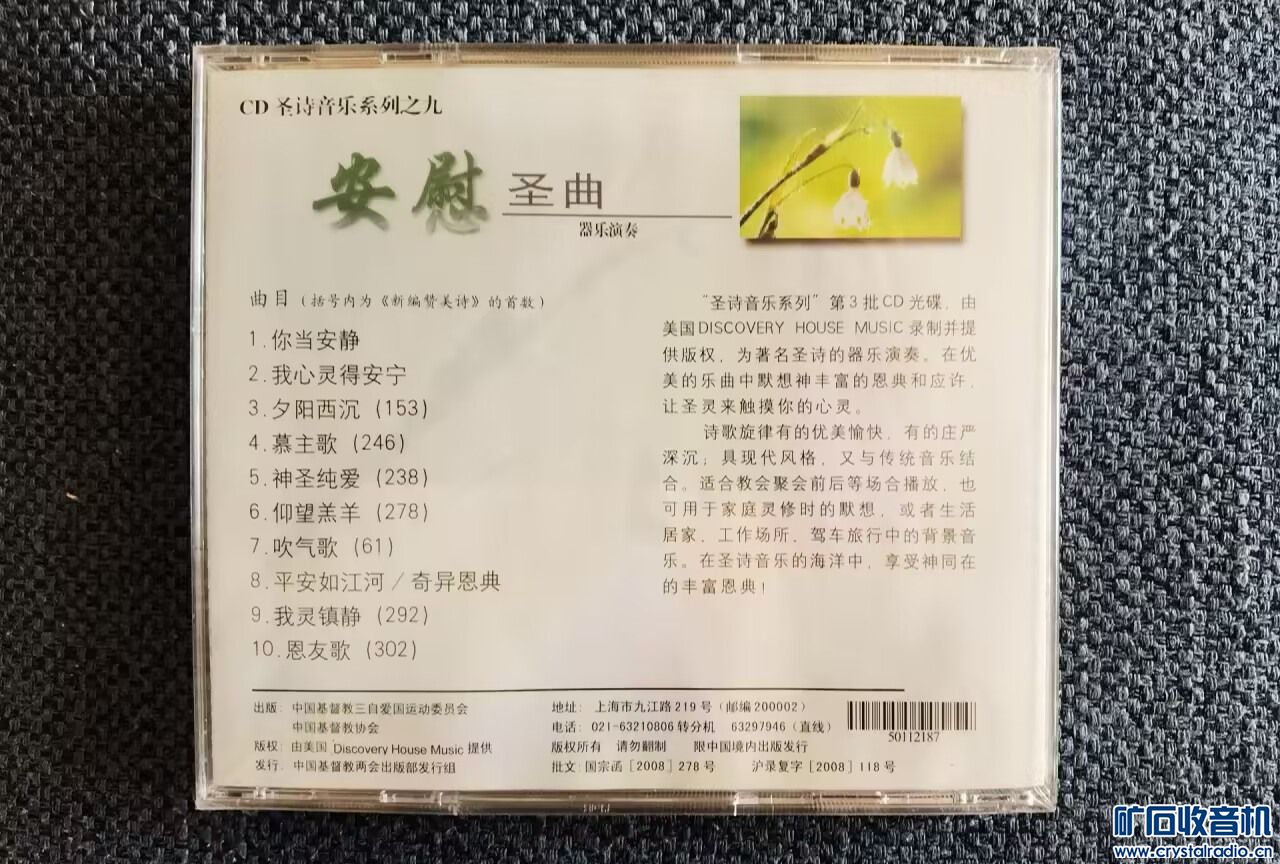 CD 圣诗音乐系列之九
安慰 圣曲
器乐演奏
曲目（括号内为《新编赞美诗》的首数）
1.你当安静
2.我心灵得安宁
3.夕阳西沉（153）
4.慕主歌（246）
5.神圣纯爱（238）
6.仰望羔羊（278）
7.吹气歌（61）
8.平安如江河/奇异恩典
9.我灵镇静（292）
10.恩友歌（302）
“圣诗音乐系列”第3批CD光碟，由
美国DISCOVERY HOUSE MUSIC录制并提
供版权，为著名圣诗的器乐演奏。在优
美的乐曲中默想神丰富的恩典和应许，
让圣灵来触摸你的心灵。
诗歌旋律有的优美愉快，有的庄严
深沉；具现代风格，又与传统音乐结
合。适合教会聚会前后等场合播放，也
可用于家庭灵修时的默想，或者生活
居家、工作场所、驾车旅行中的背景音
乐。在圣诗音乐的海洋中，享受神同在
的丰富恩典！
出版：中国基督教三自爱国运动委员会
中国基督教协会
版权：由美国 Discovery House Music 提供
发行：中国基督教两会出版部发行组
地址：上海市九江路219号（邮编200002）
电话：021-63210806转分机 63297946（直线）
版权所有 请勿翻制 限中国境内出版发行
批文：国宗函［2008］278号 沪录复字［2008］118号
50112187
矿石收音机
www.crystalradio.cn